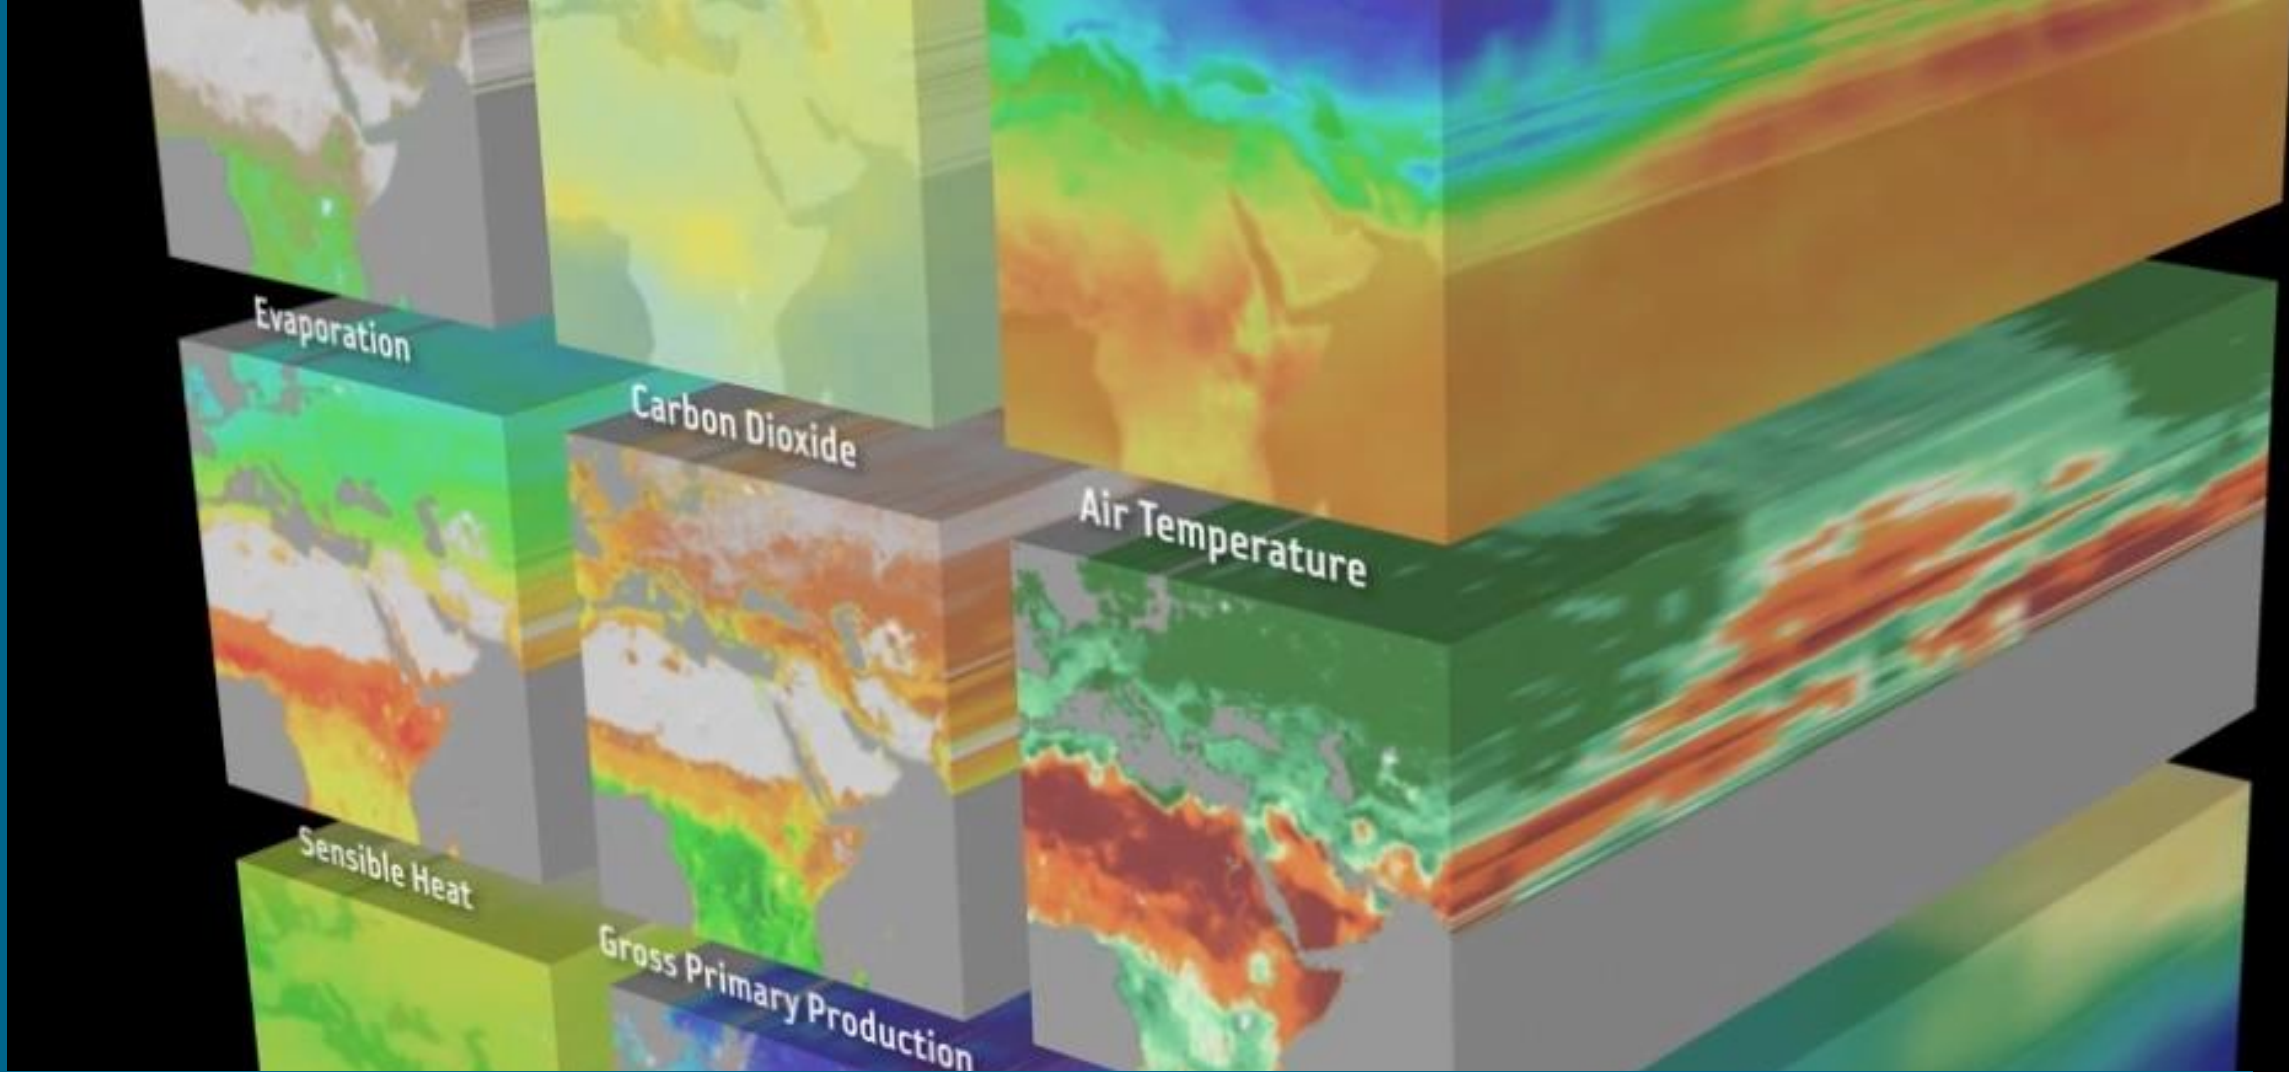 Evaporation
Carbon Dioxide
Air Temperature
Sensible Heat
Gross Primary Production